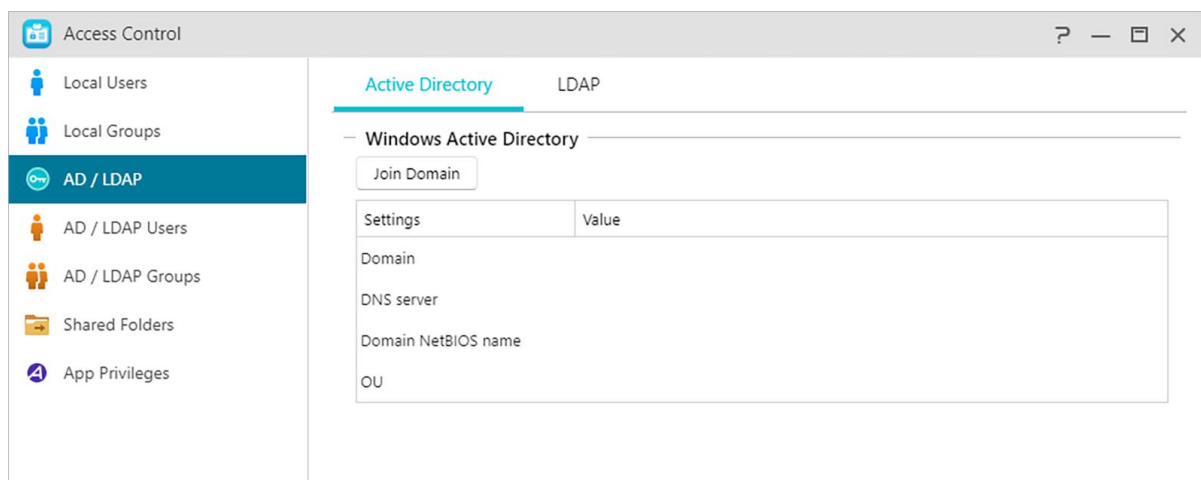 Access Control
Local Users
Local Groups
AD / LDAP
AD / LDAP Users
AD / LDAP Groups
Shared Folders
App Privileges
Active Directory LDAP
Windows Active Directory
Join Domain
Settings Value
Domain
DNS server
Domain NetBIOS name
OU